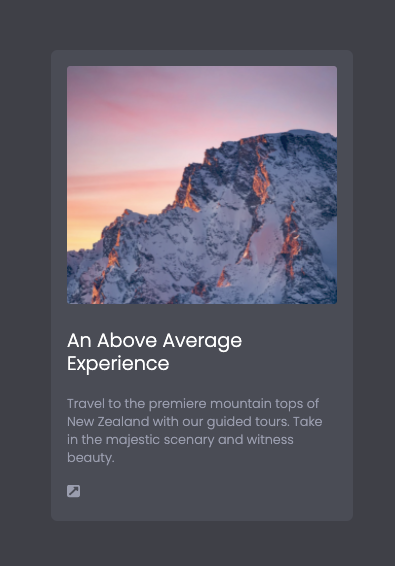 An Above Average
Experience
Travel to the premiere mountain tops of
New Zealand with our guided tours. Take
in the majestic scenary and witness
beauty.